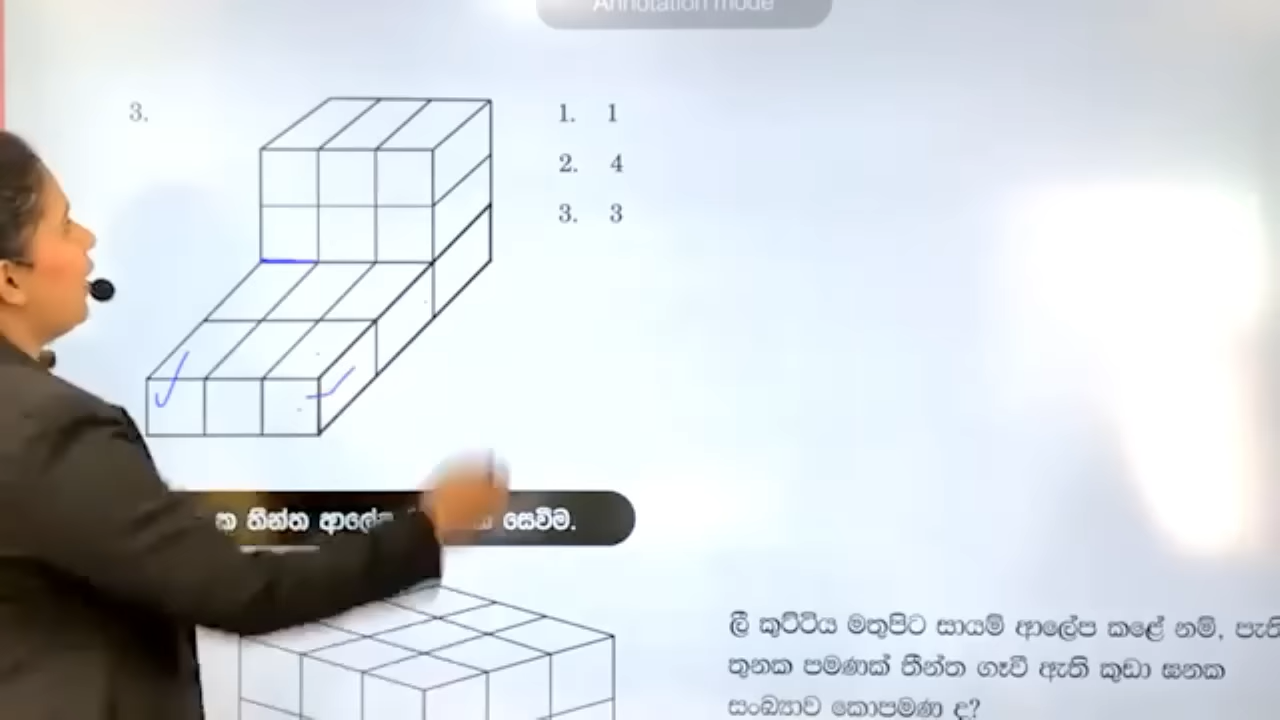 Annotation mode
3.
1. 1
2. 4
3. 3
තීන්ත සෙවීම.
ලී කුට්ටිය මතුපිට සායම් ආලේප කළේ නම්,
තුනක පමණක් තීන්ත ගෑවී ඇති කුඩා ඝනක
සංඛ්‍යාව කොපමණ ද?